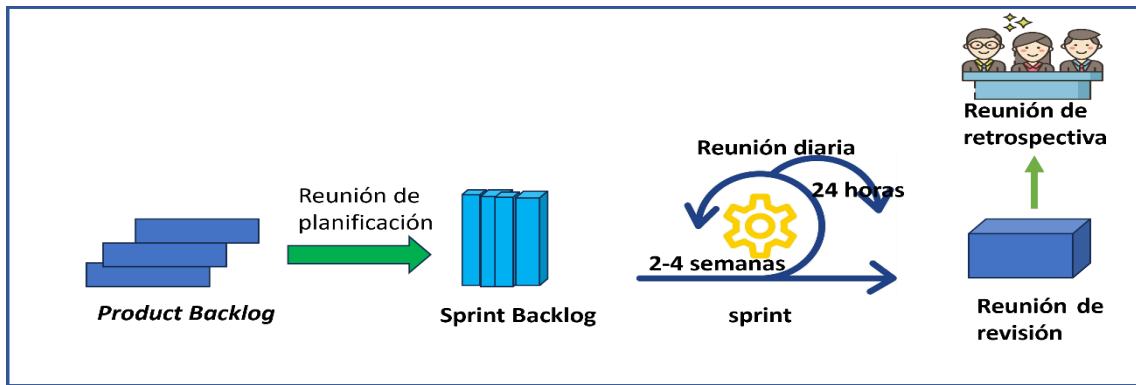 Product Backlog
Reunión de
planificación
Sprint Backlog
Reunión diaria
24 horas
2-4 semanas
sprint
Reunión de
retrospectiva
Reunión de
revisión